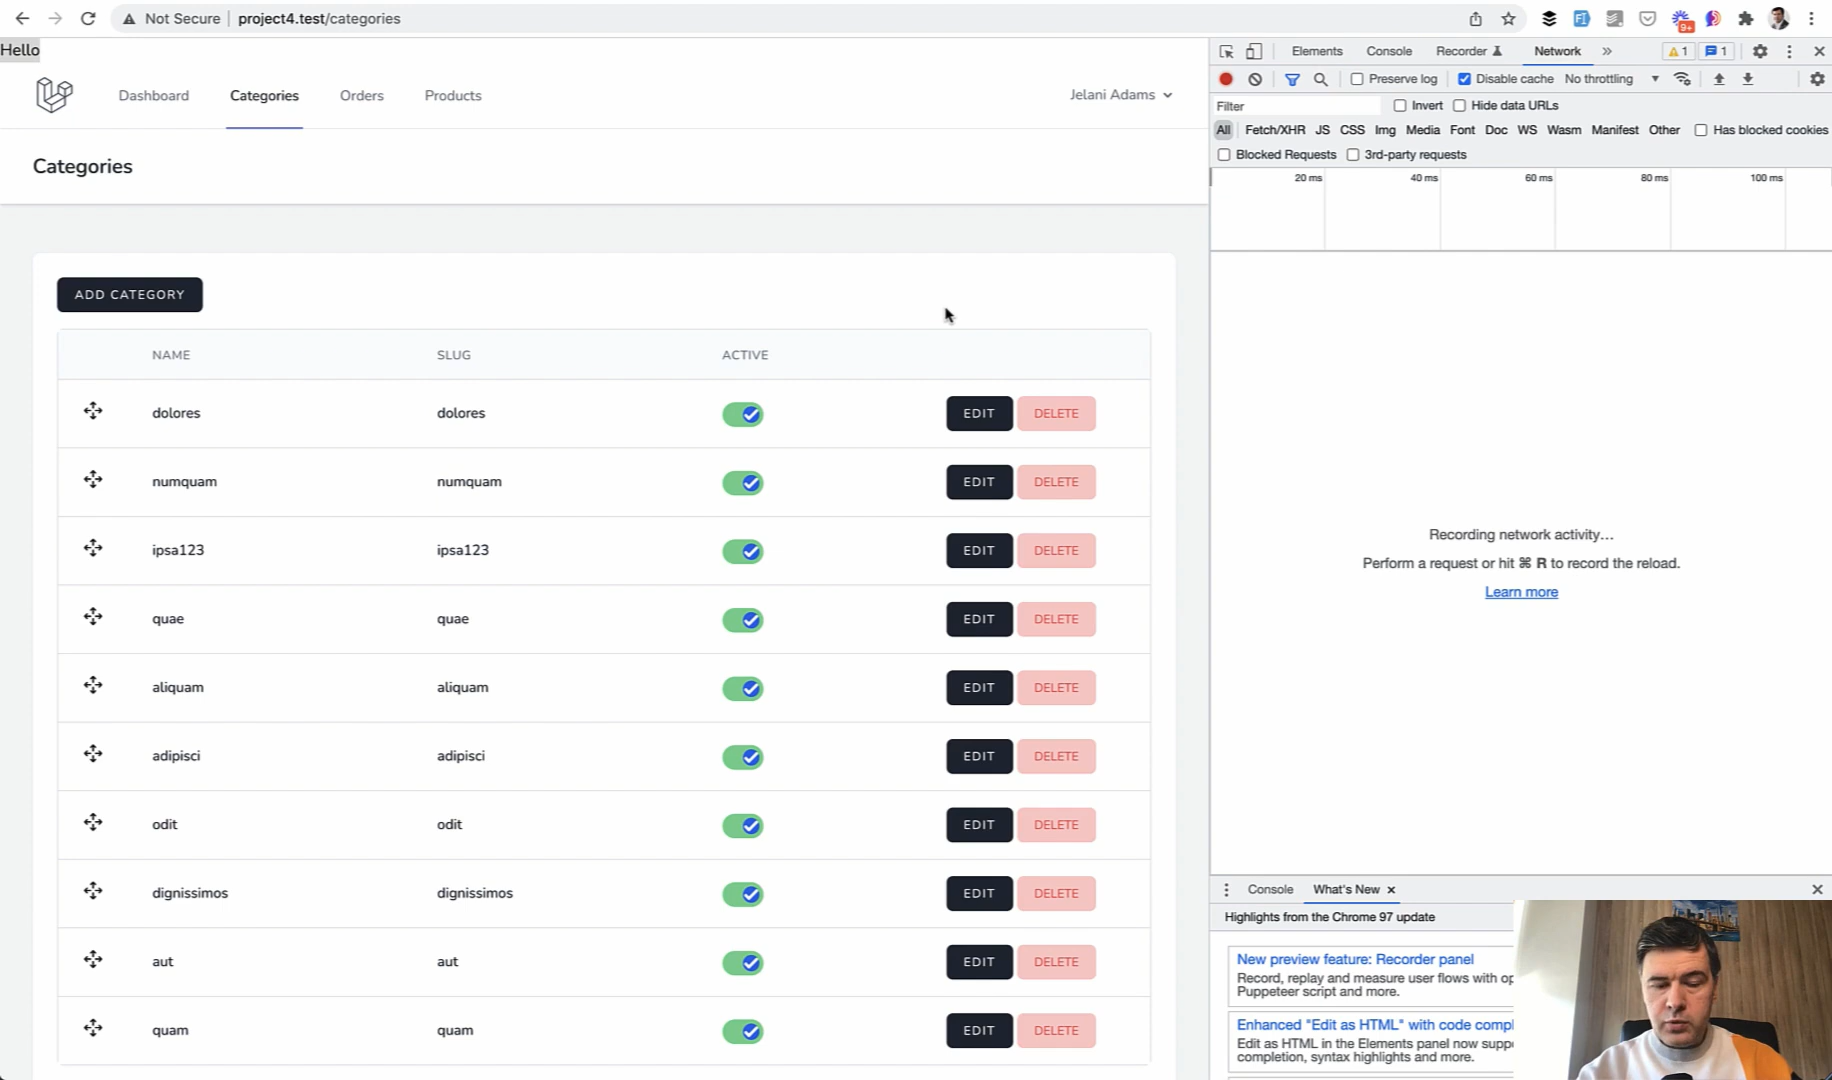 Not Secure project4.test/categories
9+
Hello
Dashboard Categories Orders Products Jelani Adams
Categories
ADD CATEGORY
NAME SLUG ACTIVE
dolores dolores EDIT DELETE
numquam numquam EDIT DELETE
ipsa123 ipsa123 EDIT DELETE
quae quae EDIT DELETE
aliquam aliquam EDIT DELETE
adipisci adipisci EDIT DELETE
odit odit EDIT DELETE
dignissimos dignissimos EDIT DELETE
aut aut EDIT DELETE
quam quam EDIT DELETE
Elements Console Recorder Network » 1 1
Preserve log Disable cache No throttling
Filter Invert Hide data URLs
All Fetch/XHR JS CSS Img Media Font Doc WS Wasm Manifest Other Has blocked cookies
Blocked Requests 3rd-party requests
20 ms 40 ms 60 ms 80 ms 100 ms
Recording network activity…
Perform a request or hit ⌘ R to record the reload.
Learn more
Console What's New
Highlights from the Chrome 97 update
New preview feature: Recorder panel
Record, replay and measure user flows with
Puppeteer script and more.
Enhanced "Edit as HTML" with code
Edit as HTML in the Elements panel now
completion, syntax highlights and more.